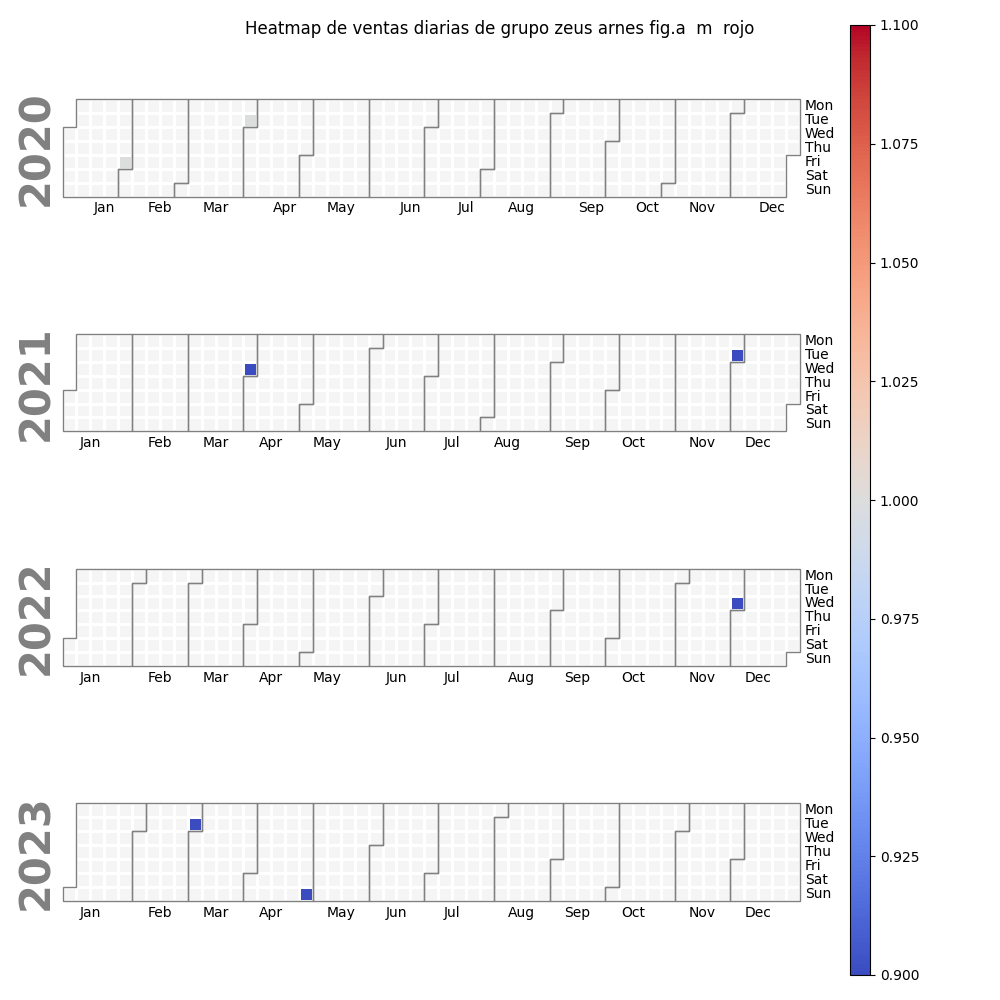 Heatmap de ventas diarias de grupo zeus arnes fig.a  m  rojo
2020
Mon
Tue
Wed
Thu
Fri
Sat
Sun
Jan Feb Mar Apr May Jun Jul Aug Sep Oct Nov Dec
2021
Mon
Tue
Wed
Thu
Fri
Sat
Sun
Jan Feb Mar Apr May Jun Jul Aug Sep Oct Nov Dec
2022
Mon
Tue
Wed
Thu
Fri
Sat
Sun
Jan Feb Mar Apr May Jun Jul Aug Sep Oct Nov Dec
2023
Mon
Tue
Wed
Thu
Fri
Sat
Sun
Jan Feb Mar Apr May Jun Jul Aug Sep Oct Nov Dec
1.100
1.075
1.050
1.025
1.000
0.975
0.950
0.925
0.900